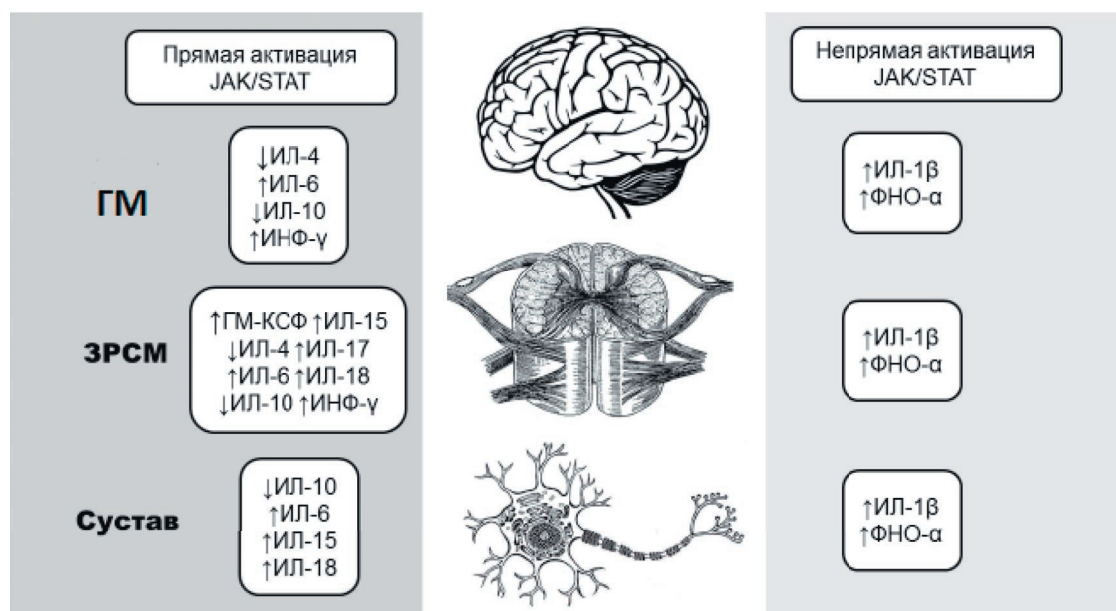 Прямая активация
JAK/STAT
Непрямая активация
JAK/STAT
ГМ
↓ИЛ-4
↑ИЛ-6
↓ИЛ-10
↑ИНФ-γ
↑ИЛ-1β
↑ФНО-α
ЗРСМ
↑ГМ-КСФ ↑ИЛ-15
↓ИЛ-4 ↑ИЛ-17
↑ИЛ-6 ↑ИЛ-18
↓ИЛ-10 ↑ИНФ-γ
↑ИЛ-1β
↑ФНО-α
Сустав
↓ИЛ-10
↑ИЛ-6
↑ИЛ-15
↑ИЛ-18
↑ИЛ-1β
↑ФНО-α